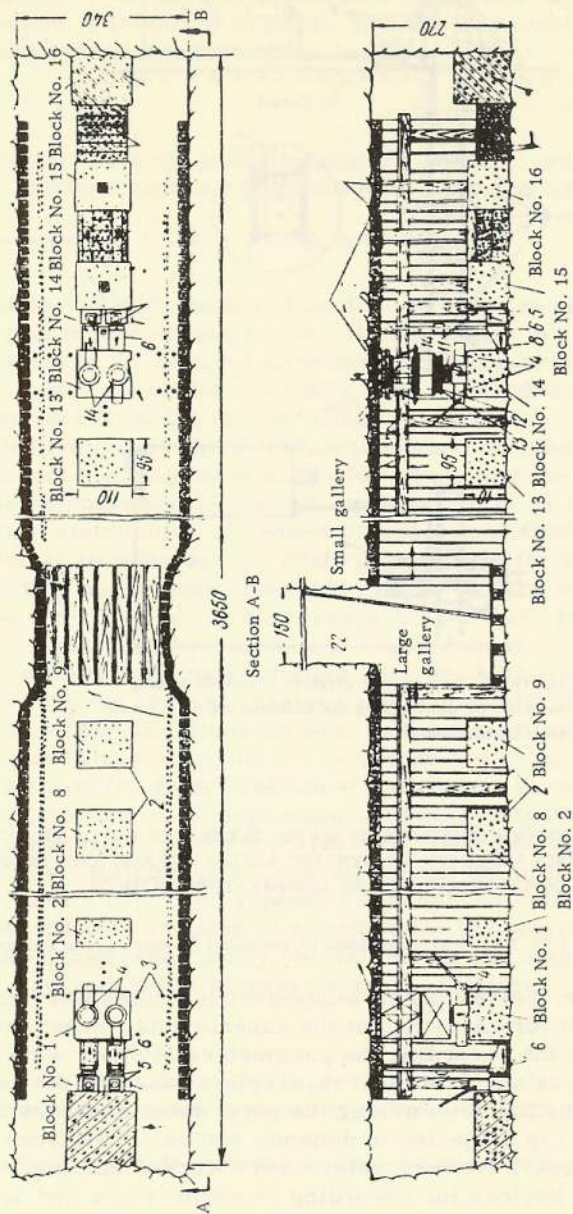 340
B
Block No. 16
Block No. 15
Block No. 14
Block No. 13
6
14
110
95
Block No. 9
1
Block No. 8
2
Block No. 2
Block No. 1
4
3
6
5
3650
A
Section A-B
270
Small gallery
150
22
Large
gallery
Block No. 16
Block No. 15
4 8 6 5
Block No. 14
14
11
12
13
95
Block No. 13
Block No. 9
2
Block No. 8
Block No. 2
Block No. 1
3
4
6